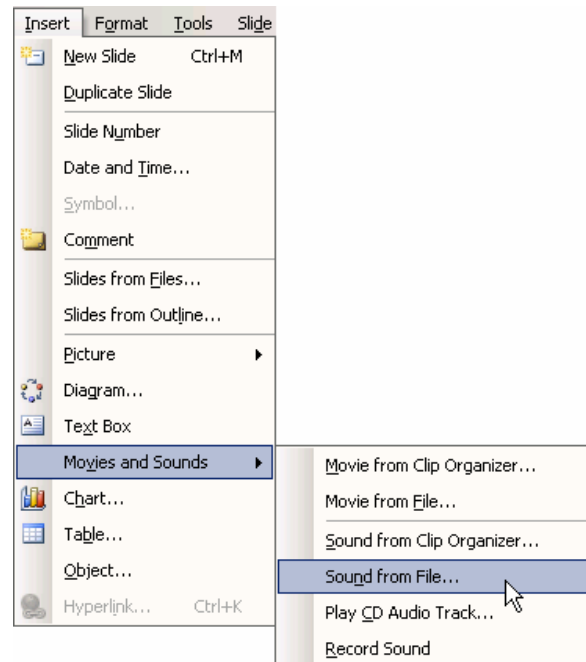 Insert Format Tools Slide
New Slide Ctrl+M
Duplicate Slide
Slide Number
Date and Time...
Symbol...
Comment
Slides from Files...
Slides from Outline...
Picture
Diagram...
Text Box
Movies and Sounds
Chart...
Table...
Object...
Hyperlink... Ctrl+K
Movie from Clip Organizer...
Movie from File...
Sound from Clip Organizer...
Sound from File...
Play CD Audio Track...
Record Sound